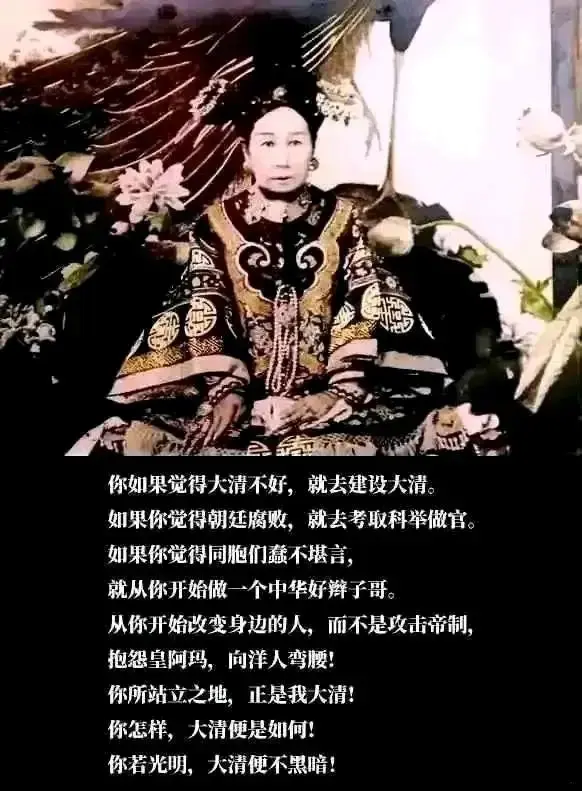 你如果觉得大清不好，就去建设大清。
如果你觉得朝廷腐败，就去考取科举做官。
如果你觉得同胞们蠢不堪言，
就从你开始做一个中华好辫子哥。
从你开始改变身边的人，而不是攻击帝制，
抱怨皇阿玛，向洋人弯腰！
你所站立之地，正是我大清！
你怎样，大清便是如何！
你若光明，大清便不黑暗！